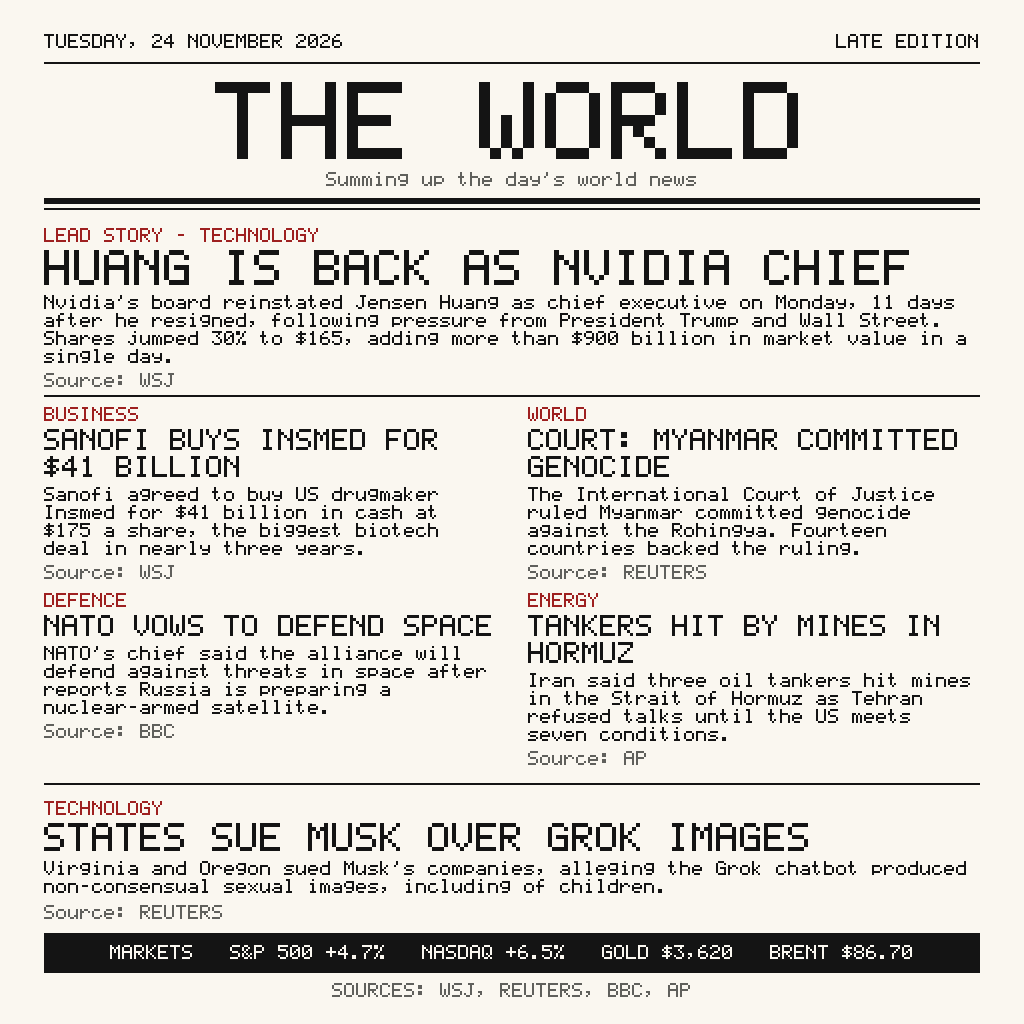 TUESDAY, 24 NOVEMBER 2026
LATE EDITION
THE WORLD
Summing up the day's world news
LEAD STORY - TECHNOLOGY
HUANG IS BACK AS NVIDIA CHIEF
Nvidia's board reinstated Jensen Huang as chief executive on Monday, 11 days
after he resigned, following pressure from President Trump and Wall Street.
Shares jumped 30% to $165, adding more than $900 billion in market value in a
single day.
Source: WSJ
BUSINESS
SANOFI BUYS INSMED FOR
$41 BILLION
Sanofi agreed to buy US drugmaker
Insmed for $41 billion in cash at
$175 a share, the biggest biotech
deal in nearly three years.
Source: WSJ
WORLD
COURT: MYANMAR COMMITTED
GENOCIDE
The International Court of Justice
ruled Myanmar committed genocide
against the Rohingya. Fourteen
countries backed the ruling.
Source: REUTERS
DEFENCE
NATO VOWS TO DEFEND SPACE
NATO's chief said the alliance will
defend against threats in space after
reports Russia is preparing a
nuclear-armed satellite.
Source: BBC
ENERGY
TANKERS HIT BY MINES IN
HORMUZ
Iran said three oil tankers hit mines
in the Strait of Hormuz as Tehran
refused talks until the US meets
seven conditions.
Source: AP
TECHNOLOGY
STATES SUE MUSK OVER GROK IMAGES
Virginia and Oregon sued Musk's companies, alleging the Grok chatbot produced
non-consensual sexual images, including of children.
Source: REUTERS
MARKETS S&P 500 +4.7% NASDAQ +6.5% GOLD $3,620 BRENT $86.70
SOURCES: WSJ, REUTERS, BBC, AP